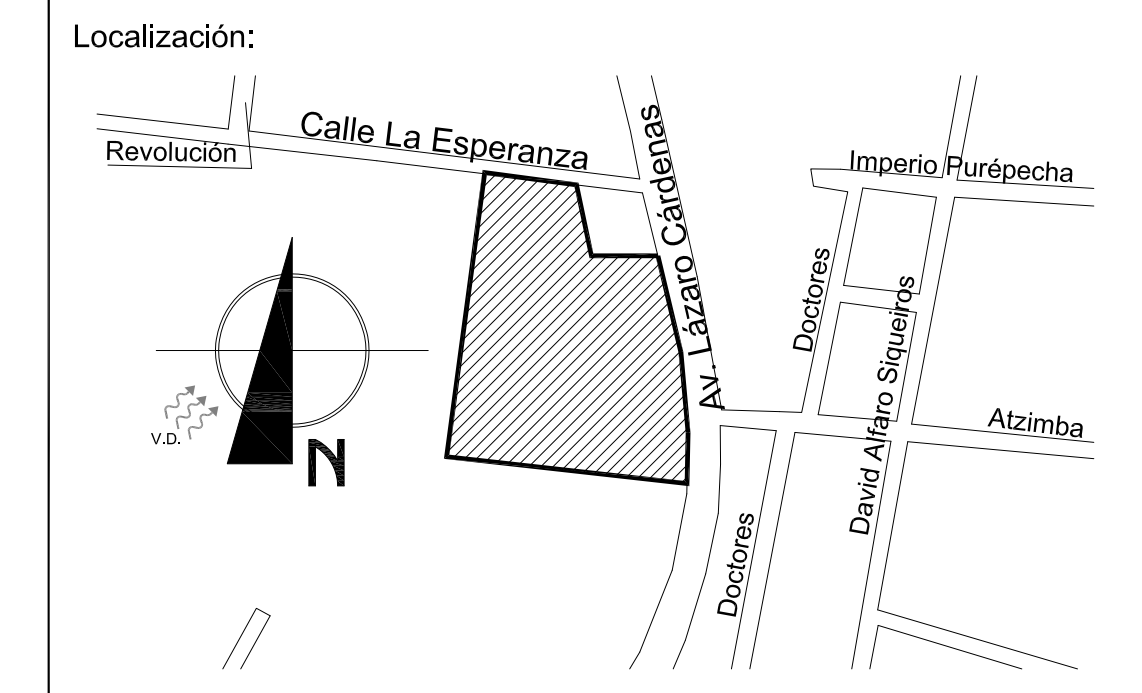 Localización:
Calle La Esperanza
Revolución
Av. Lázaro Cárdenas
Imperio Purépecha
Doctores
David Alfaro Siqueiros
Atzimba
V.D.
N
Doctores